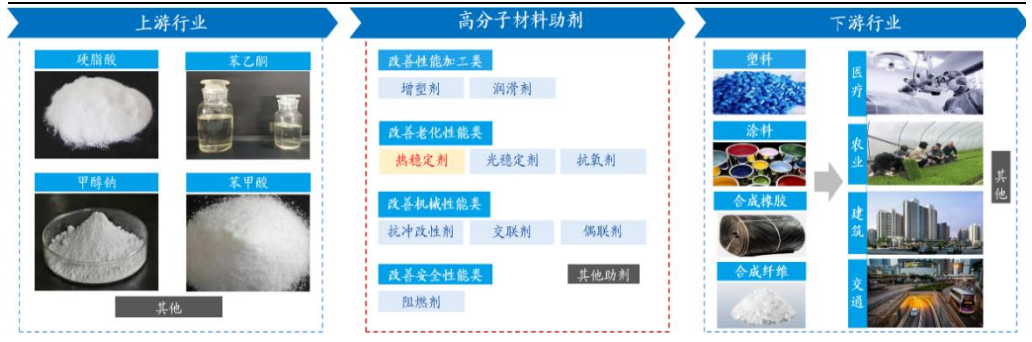 上游行业
硬脂酸
苯乙酮
甲醇钠
苯甲酸
其他
高分子材料助剂
改善性能加工类
增塑剂
润滑剂
改善老化性能类
热稳定剂
光稳定剂
抗氧剂
改善机械性能类
抗冲改性剂
交联剂
偶联剂
改善安全性能类
其他助剂
阻燃剂
下游行业
塑料
涂料
合成橡胶
合成纤维
医疗
农业
建筑
交通
其他